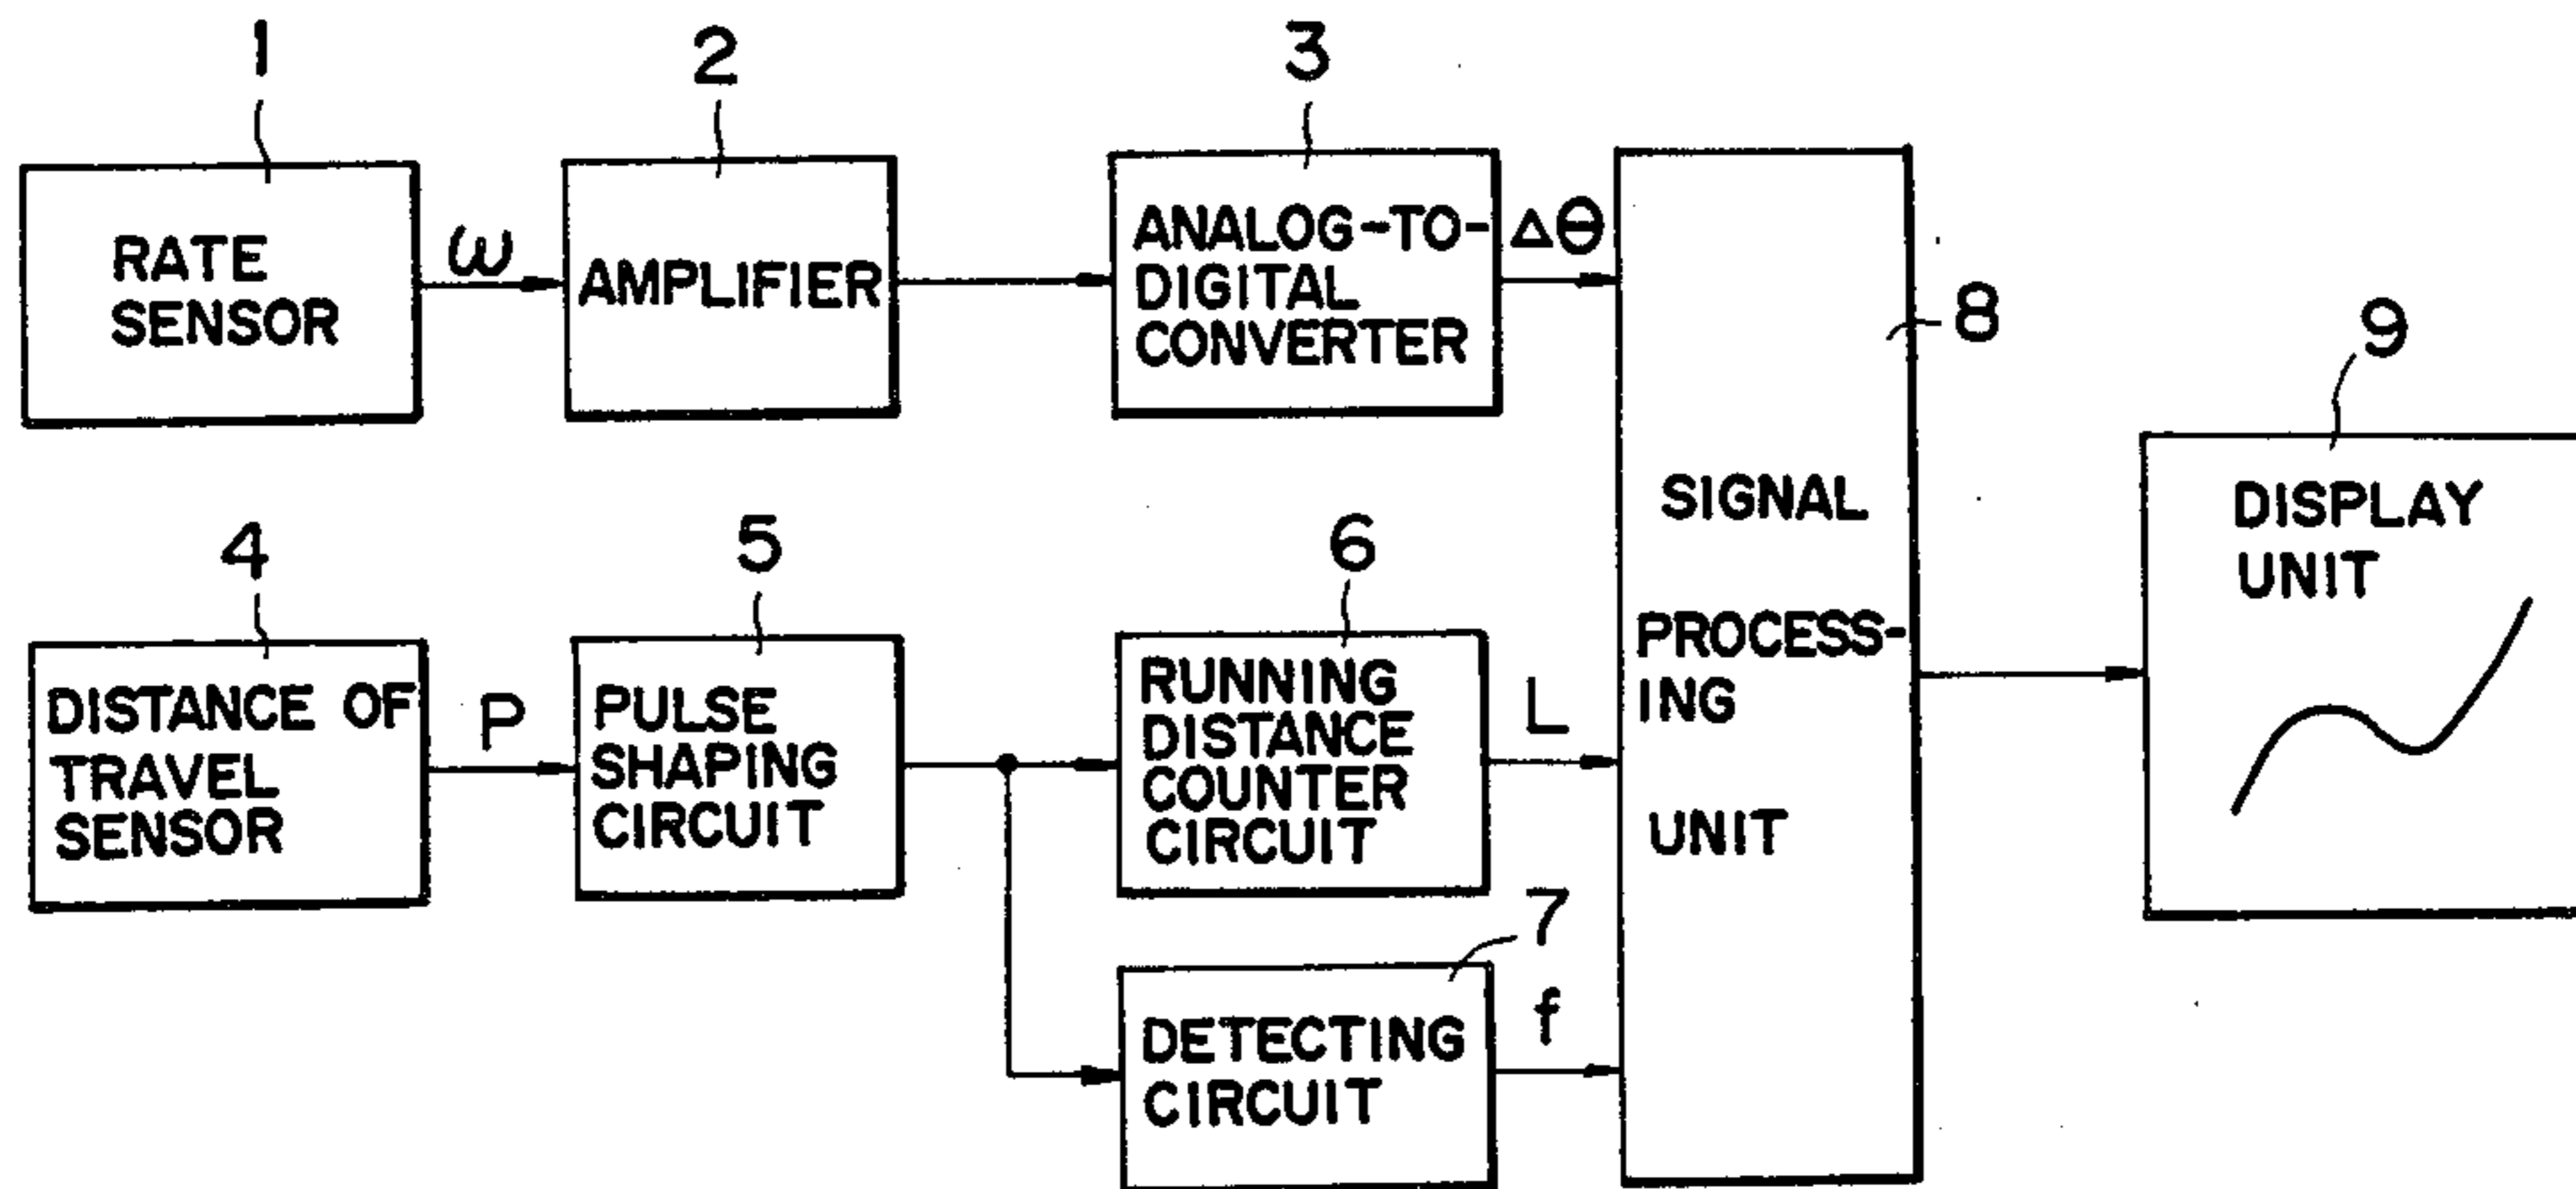 1
2
3
RATE
SENSOR
ω
AMPLIFIER
ANALOG-TO-
DIGITAL
CONVERTER
Δθ
8
SIGNAL
PROCESS-
ING
UNIT
9
DISPLAY
UNIT
4
5
6
DISTANCE OF
TRAVEL
SENSOR
P
PULSE
SHAPING
CIRCUIT
RUNNING
DISTANCE
COUNTER
CIRCUIT
L
7
DETECTING
CIRCUIT
f